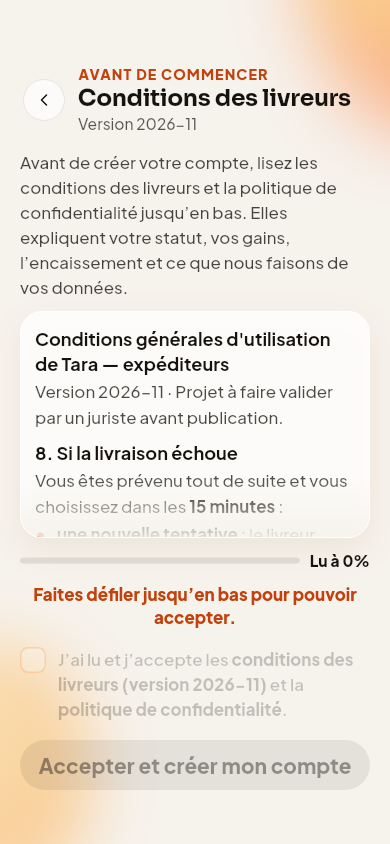 AVANT DE COMMENCER
Conditions des livreurs
Version 2026-11
Avant de créer votre compte, lisez les
conditions des livreurs et la politique de
confidentialité jusqu'en bas. Elles
expliquent votre statut, vos gains,
l'encaissement et ce que nous faisons de
vos données.
Conditions générales d'utilisation
de Tara — expéditeurs
Version 2026-11 · Projet à faire valider
par un juriste avant publication.
8. Si la livraison échoue
Vous êtes prévenu tout de suite et vous
choisissez dans les 15 minutes :
une nouvelle tentative : le livreur
Lu à 0%
Faites défiler jusqu'en bas pour pouvoir
accepter.
J'ai lu et j'accepte les conditions des
livreurs (version 2026-11) et la
politique de confidentialité.
Accepter et créer mon compte